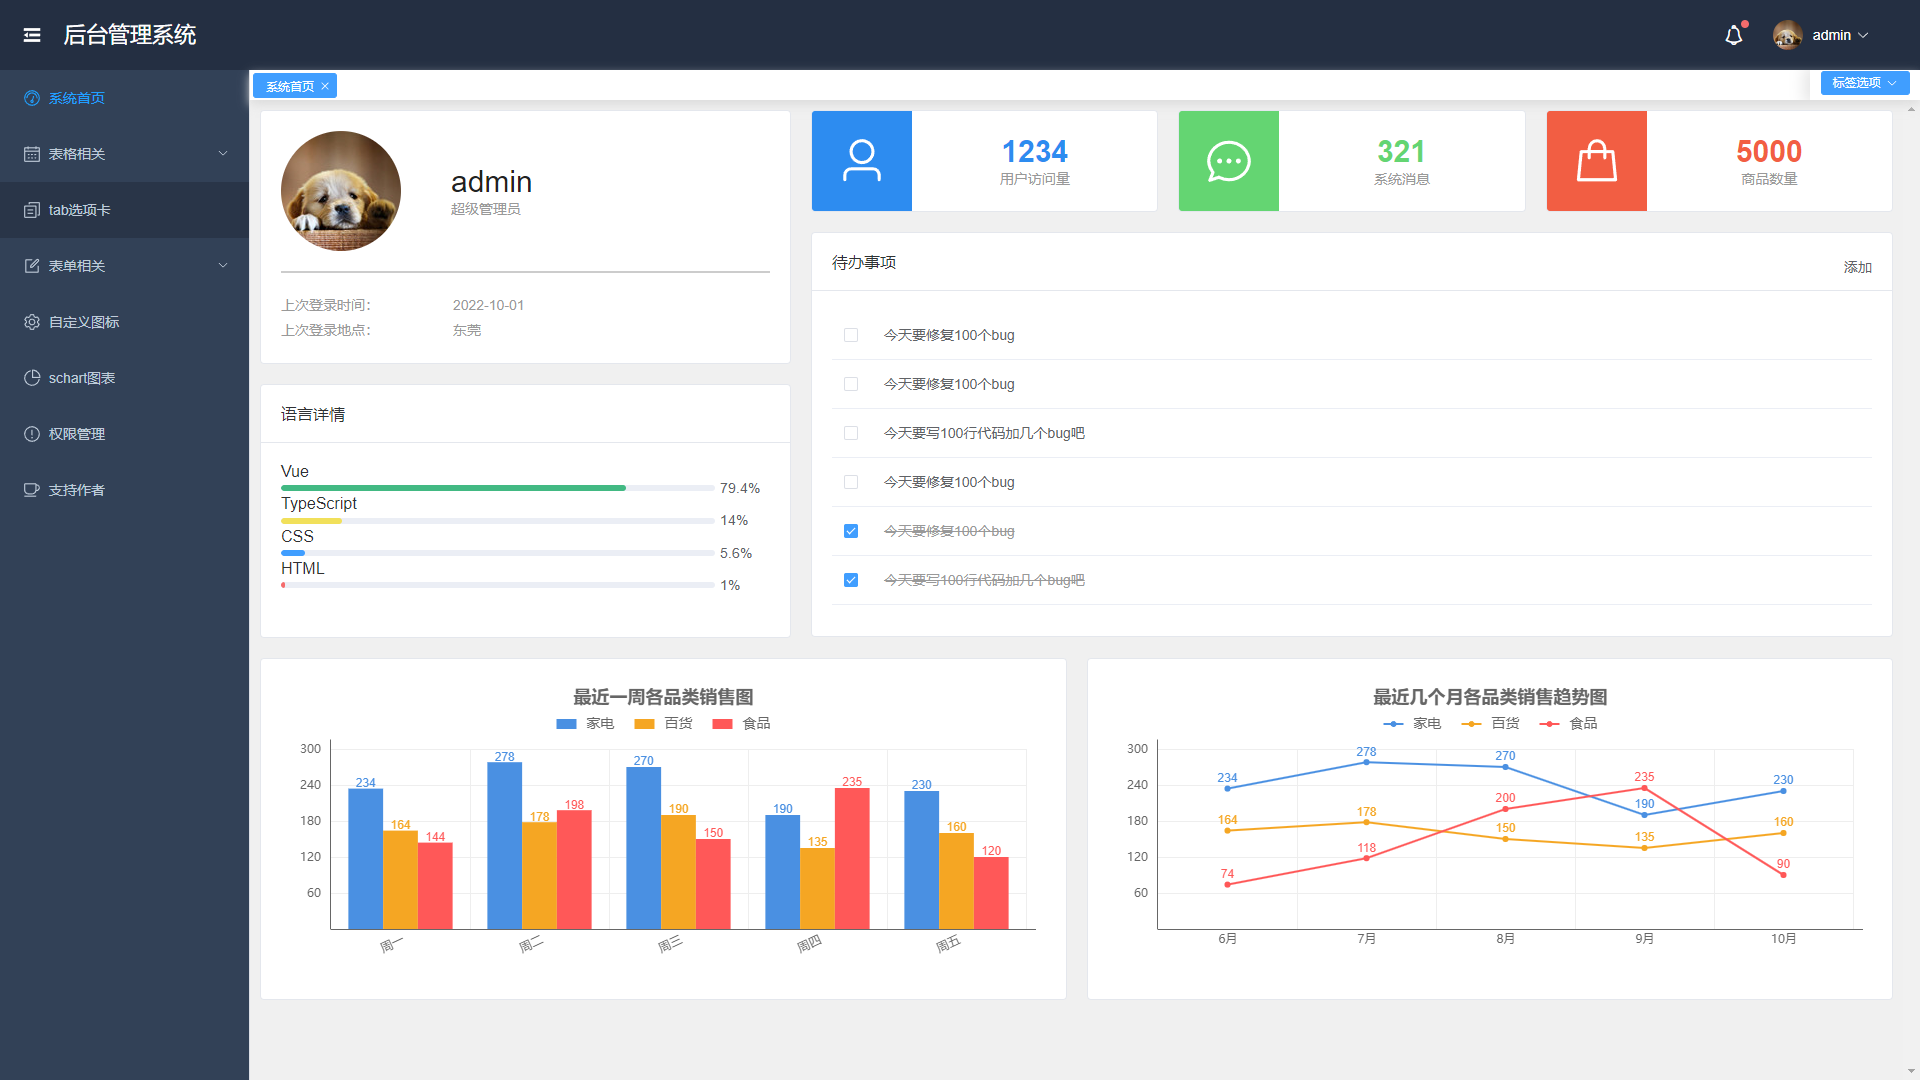 后台管理系统
admin
系统首页
表格相关
tab选项卡
表单相关
自定义图标
schart图表
权限管理
支持作者
系统首页
标签选项
admin
超级管理员
上次登录时间:
2022-10-01
上次登录地点:
东莞
1234
用户访问量
321
系统消息
5000
商品数量
语言详情
Vue
79.4%
TypeScript
14%
CSS
5.6%
HTML
1%
待办事项
添加
今天要修复100个bug
今天要修复100个bug
今天要写100行代码加几个bug吧
今天要修复100个bug
今天要修复100个bug
今天要写100行代码加几个bug吧
最近一周各品类销售图
家电 百货 食品
300
240
180
120
60
234 164 144
278 178 198
270 190 150
190 135 235
230 160 120
周一 周二 周三 周四 周五
最近几个月各品类销售趋势图
家电 百货 食品
300
240
180
120
60
234 278 270 190 230
164 178 150 135 160
74 118 200 235 90
6月 7月 8月 9月 10月